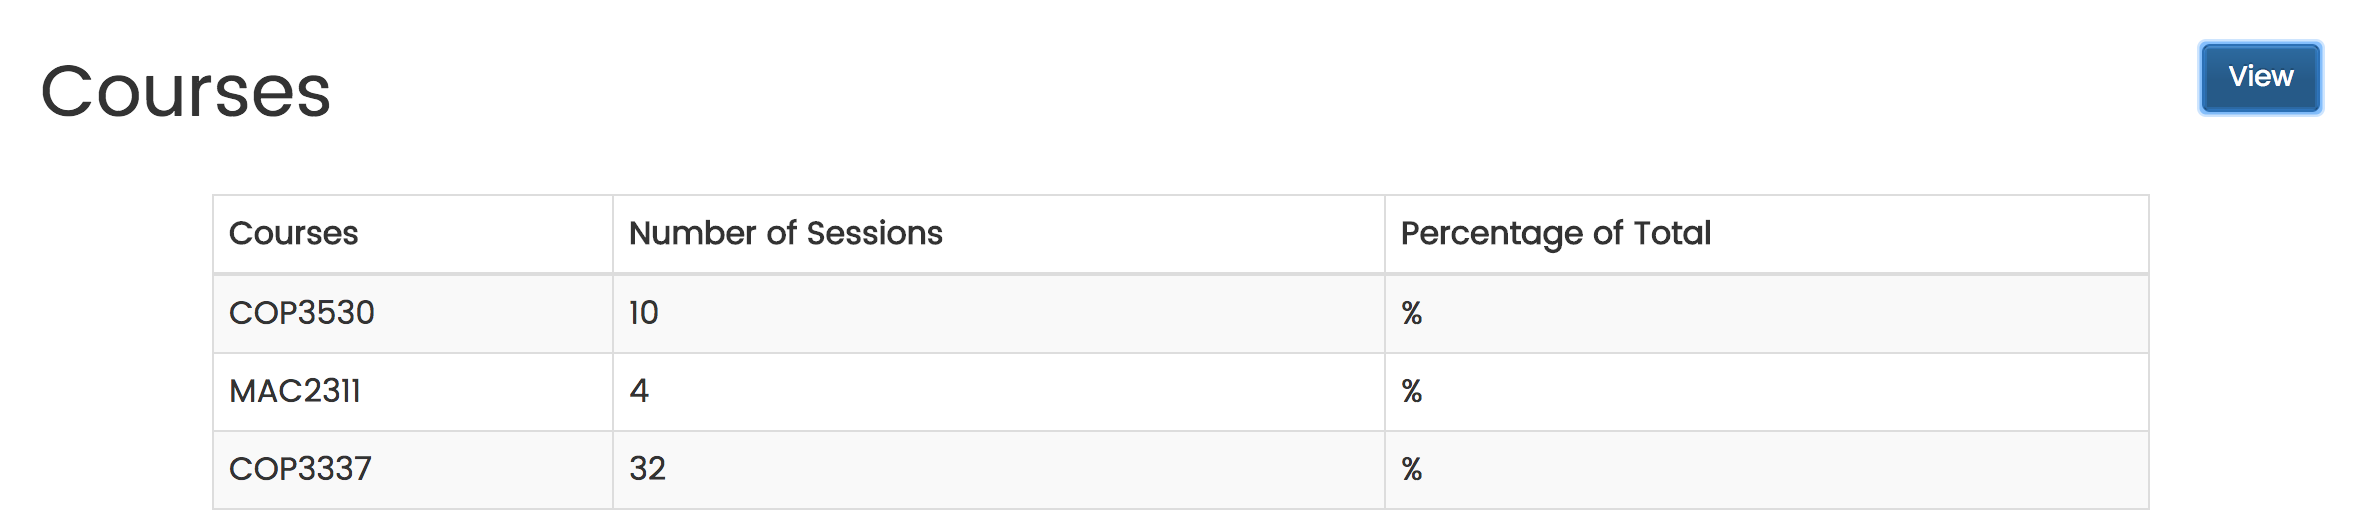 Courses
View
Courses Number of Sessions Percentage of Total
COP3530 10 %
MAC2311 4 %
COP3337 32 %